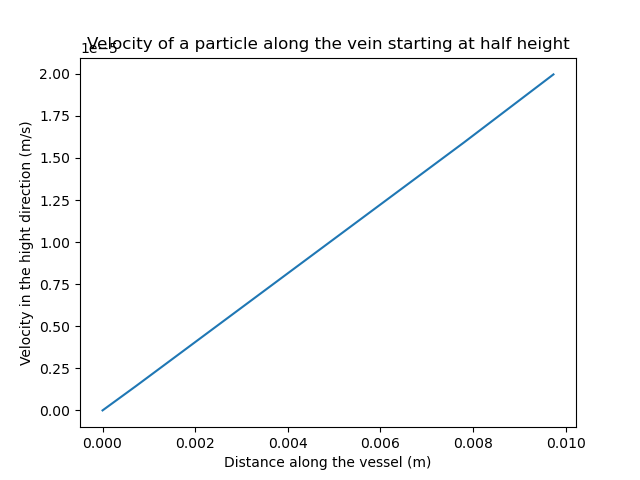 Velocity of a particle along the vein starting at half height
1e−5
2.00
1.75
1.50
1.25
1.00
0.75
0.50
0.25
0.00
Velocity in the hight direction (m/s)
0.000 0.002 0.004 0.006 0.008 0.010
Distance along the vessel (m)